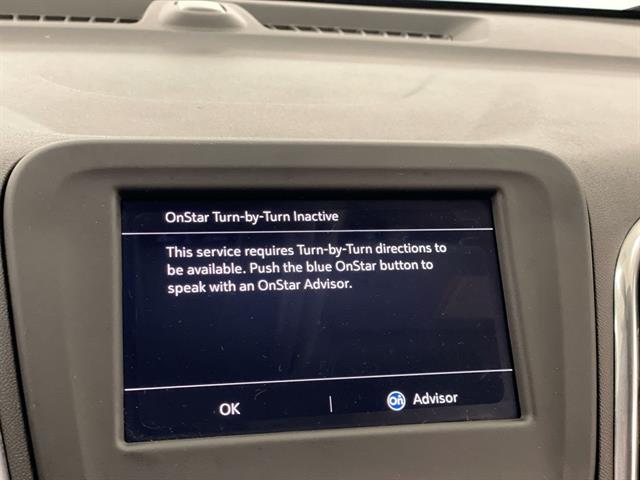 OnStar Turn-by-Turn Inactive
This service requires Turn-by-Turn directions to
be available. Push the blue OnStar button to
speak with an OnStar Advisor.
OK | On Advisor